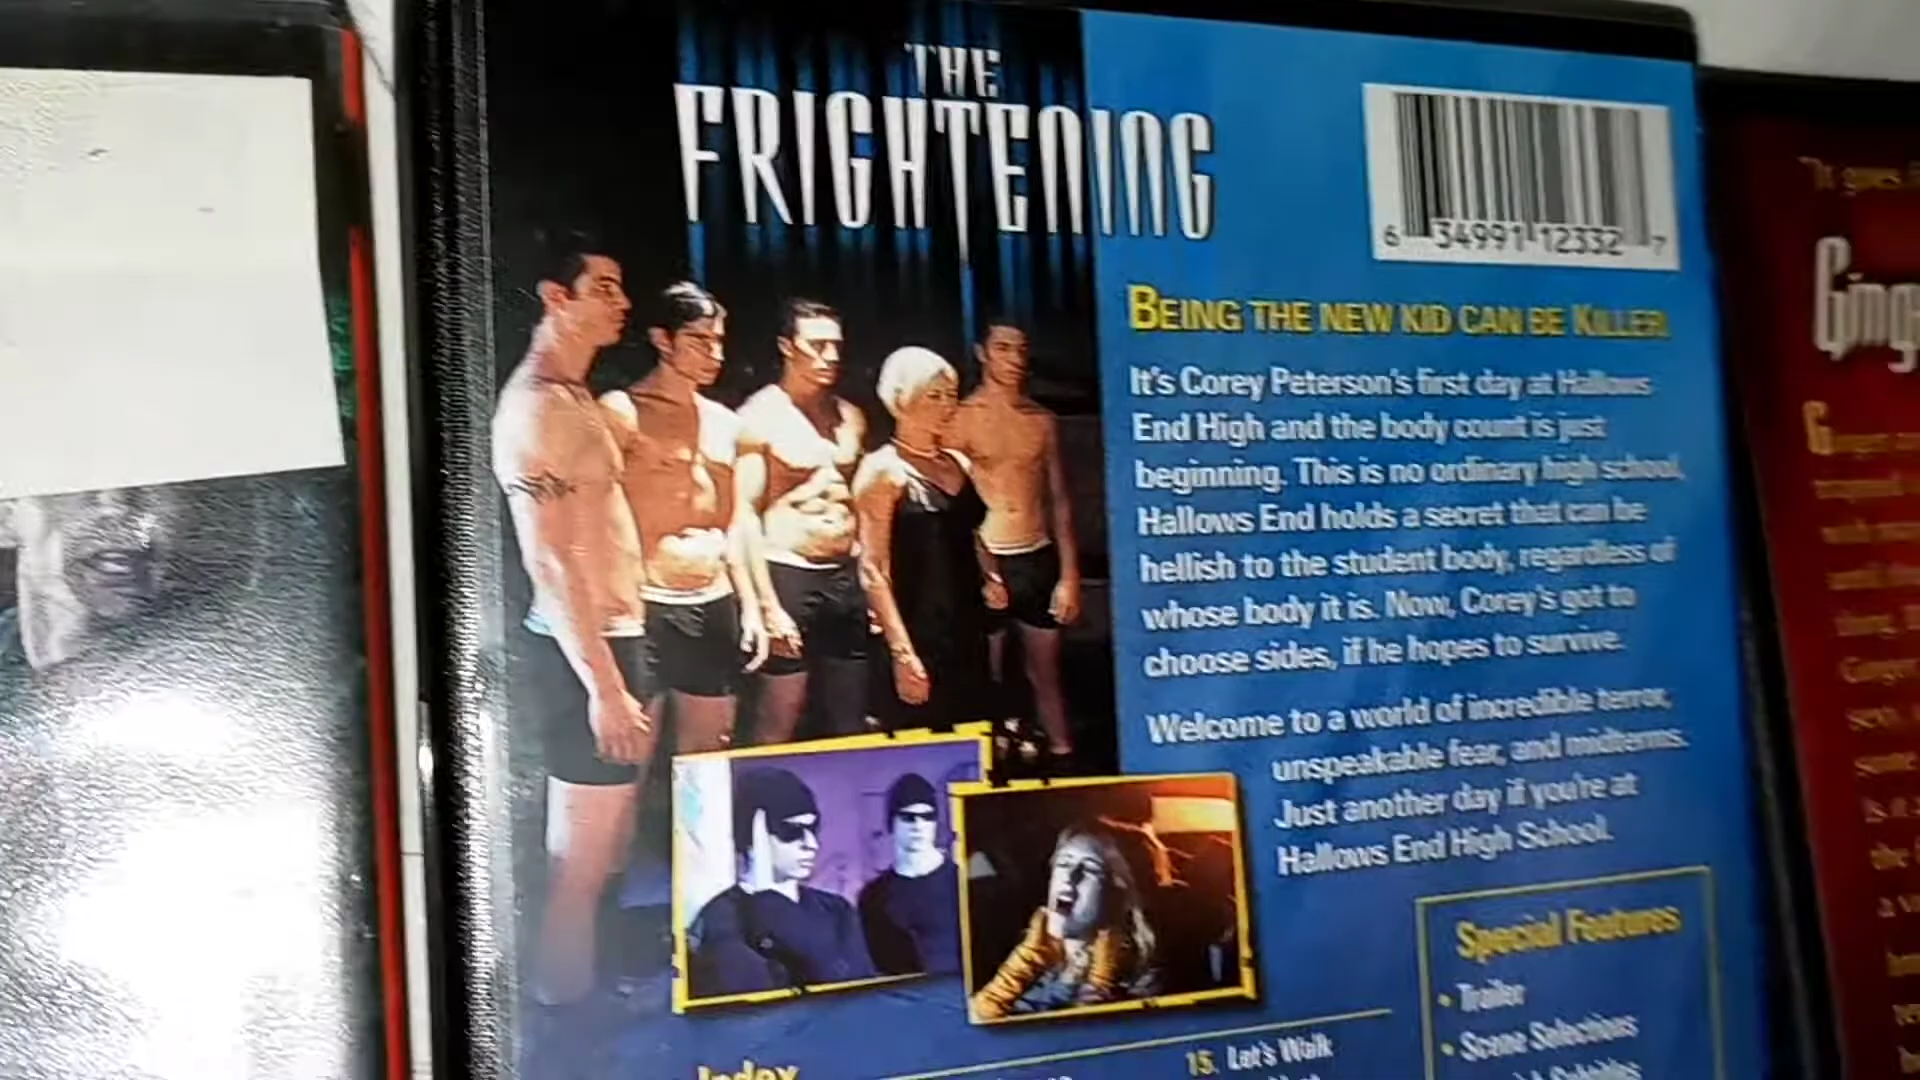 THE
FRIGHTENING
6 34991 12332 7
BEING THE NEW KID CAN BE KILLER!
It's Corey Peterson's first day at Hallows
End High and the body count is just
beginning. This is no ordinary high school,
Hallows End holds a secret that can be
hellish to the student body, regardless of
whose body it is. Now, Corey's got to
choose sides, if he hopes to survive.
Welcome to a world of incredible terror,
unspeakable fear, and midterms.
Just another day if you're at
Hallows End High School.
Special Features
• Trailer
• Scene Selections
Index
15. Let's Walk
"It goes
Ginge